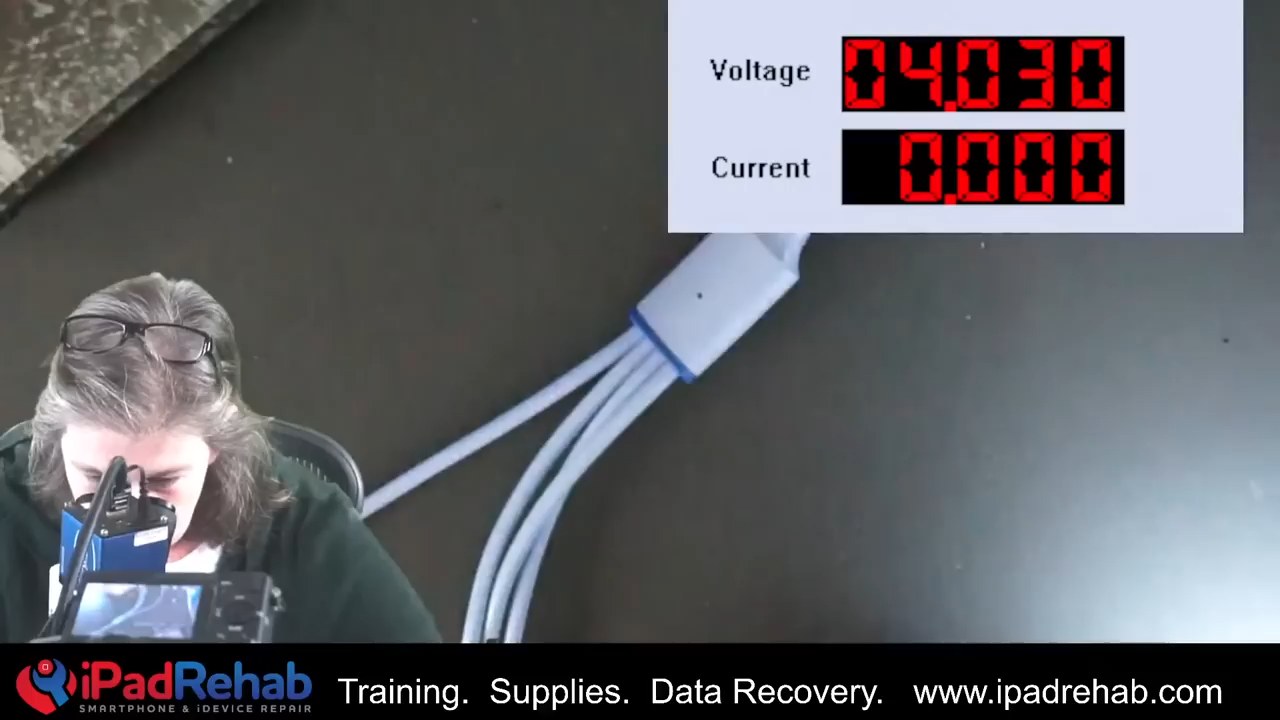 Voltage 04.030
Current 0.000
iPadRehab
SMARTPHONE & iDEVICE REPAIR
Training. Supplies. Data Recovery. www.ipadrehab.com